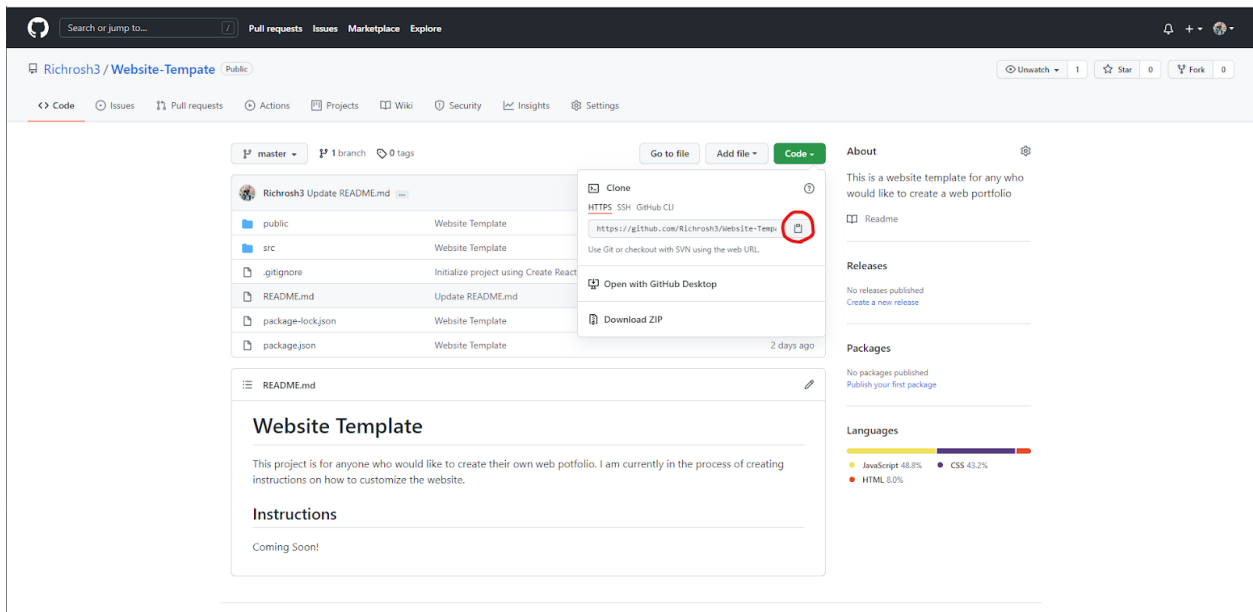 Search or jump to... / Pull requests Issues Marketplace Explore
Richrosh3 / Website-Tempate Public Unwatch 1 Star 0 Fork 0
Code Issues Pull requests Actions Projects Wiki Security Insights Settings
master 1 branch 0 tags Go to file Add file Code
Richrosh3 Update README.md ...
public Website Template
src Website Template
.gitignore Initialize project using Create React
README.md Update README.md
package-lock.json Website Template
package.json Website Template 2 days ago
Clone
HTTPS SSH GitHub CLI
https://github.com/Richrosh3/Website-Temp
Use Git or checkout with SVN using the web URL.
Open with GitHub Desktop
Download ZIP
README.md
Website Template
This project is for anyone who would like to create their own web potfolio. I am currently in the process of creating
instructions on how to customize the website.
Instructions
Coming Soon!
About
This is a website template for any who
would like to create a web portfolio
Readme
Releases
No releases published
Create a new release
Packages
No packages published
Publish your first package
Languages
JavaScript 48.8% CSS 43.2%
HTML 8.0%